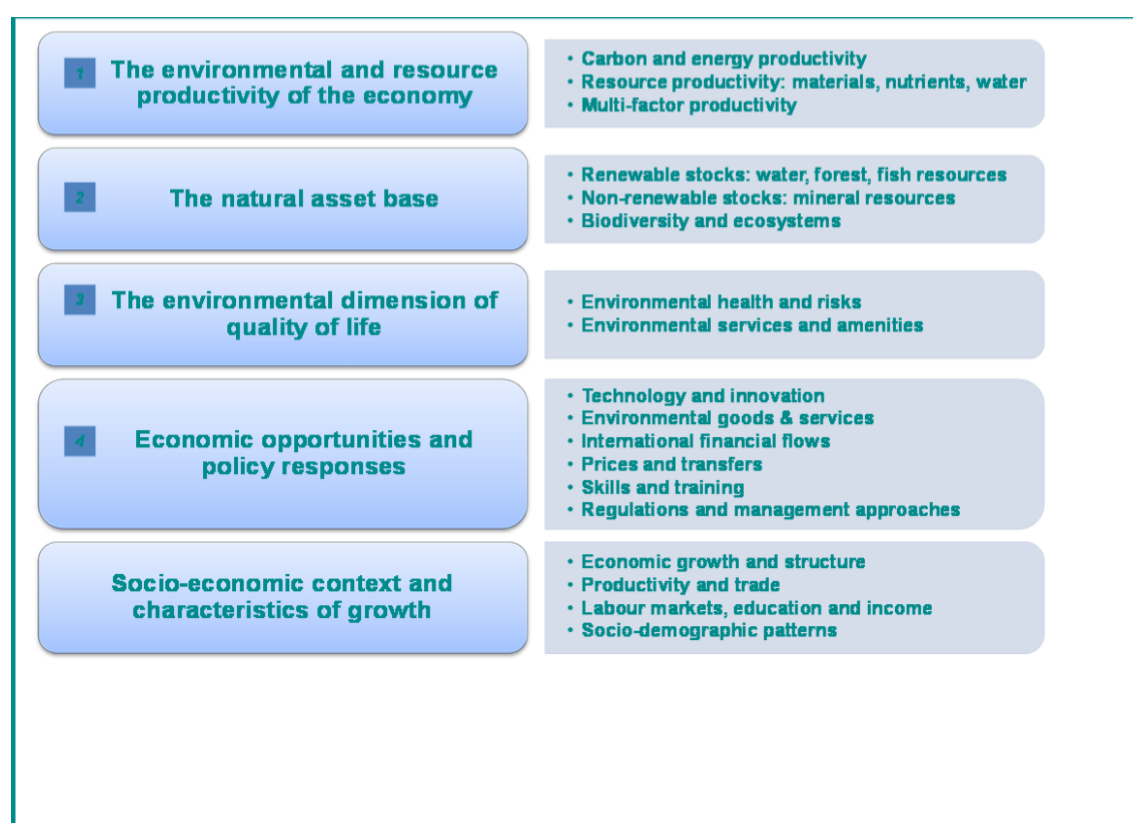 1
The environmental and resource
productivity of the economy
• Carbon and energy productivity
• Resource productivity: materials, nutrients, water
• Multi-factor productivity
2
The natural asset base
• Renewable stocks: water, forest, fish resources
• Non-renewable stocks: mineral resources
• Biodiversity and ecosystems
3
The environmental dimension of
quality of life
• Environmental health and risks
• Environmental services and amenities
4
Economic opportunities and
policy responses
• Technology and innovation
• Environmental goods & services
• International financial flows
• Prices and transfers
• Skills and training
• Regulations and management approaches
Socio-economic context and
characteristics of growth
• Economic growth and structure
• Productivity and trade
• Labour markets, education and income
• Socio-demographic patterns